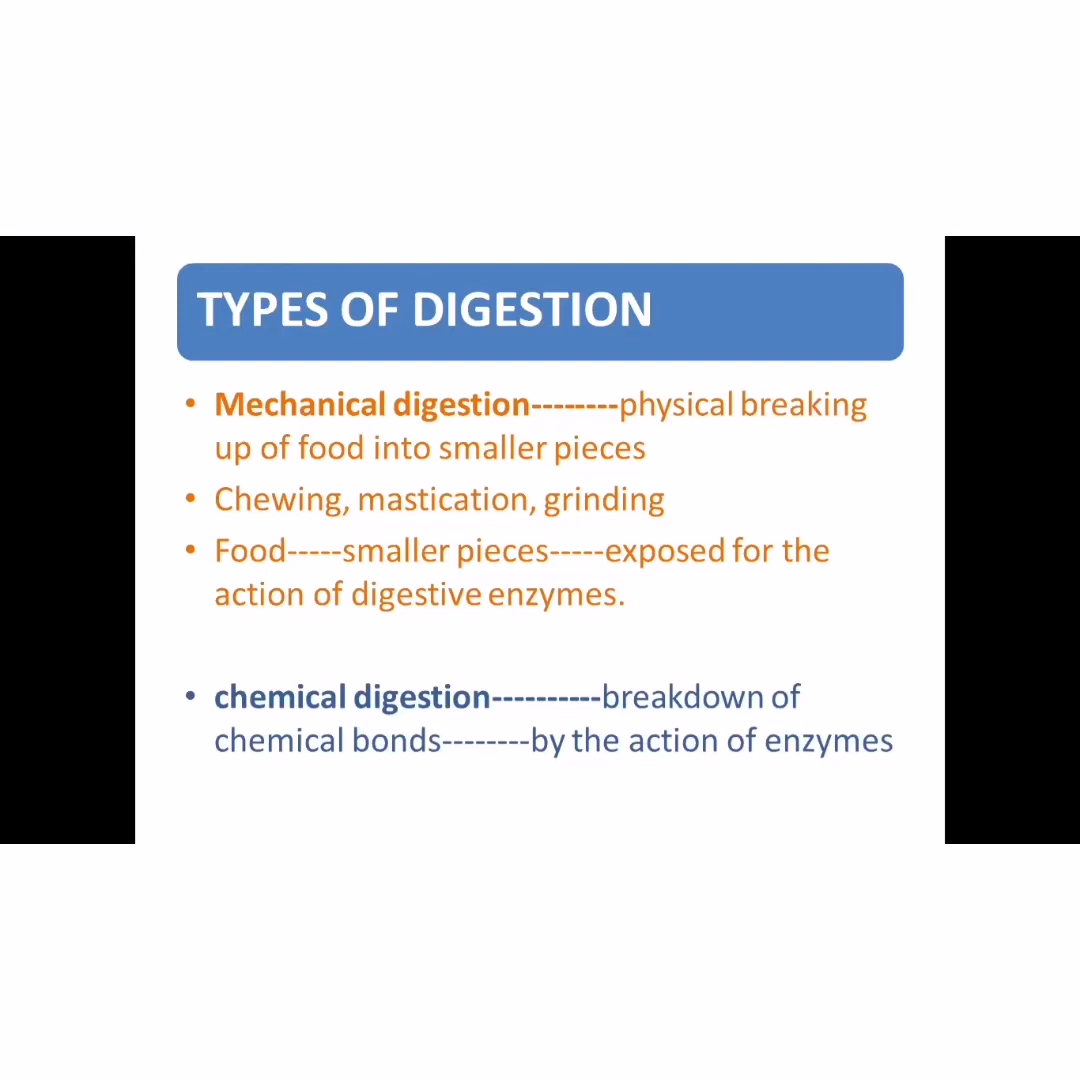 TYPES OF DIGESTION
• Mechanical digestion--------physical breaking
up of food into smaller pieces
• Chewing, mastication, grinding
• Food-----smaller pieces-----exposed for the
action of digestive enzymes.
• chemical digestion----------breakdown of
chemical bonds--------by the action of enzymes